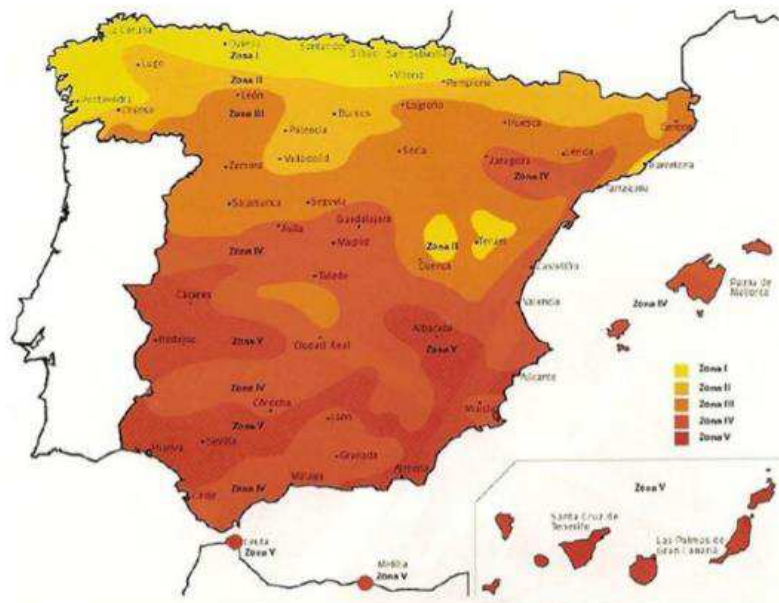 La Coruña
Oviedo
Santander
Bilbao
San Sebastián
Zona I
Lugo
Vitoria
Pamplona
Zona II
León
Pontevedra
Orense
Zona III
Burgos
Logroño
Huesca
Gerona
Palencia
Zamora
Valladolid
Soria
Zaragoza
Lérida
Barcelona
Zona IV
Tarragona
Salamanca
Segovia
Ávila
Guadalajara
Zona IV
Madrid
Zona II
Teruel
Cuenca
Toledo
Castellón
Palma de
Mallorca
Cáceres
Valencia
Zona IV
Badajoz
Zona V
Ciudad Real
Albacete
Zona V
Alicante
Zona IV
Córdoba
Jaén
Murcia
Zona V
Huelva
Sevilla
Granada
Málaga
Almería
Cádiz
Zona IV
Ceuta
Zona V
Melilla
Zona V
Zona I
Zona II
Zona III
Zona IV
Zona V
Zona V
Santa Cruz de
Tenerife
Las Palmas de
Gran Canaria